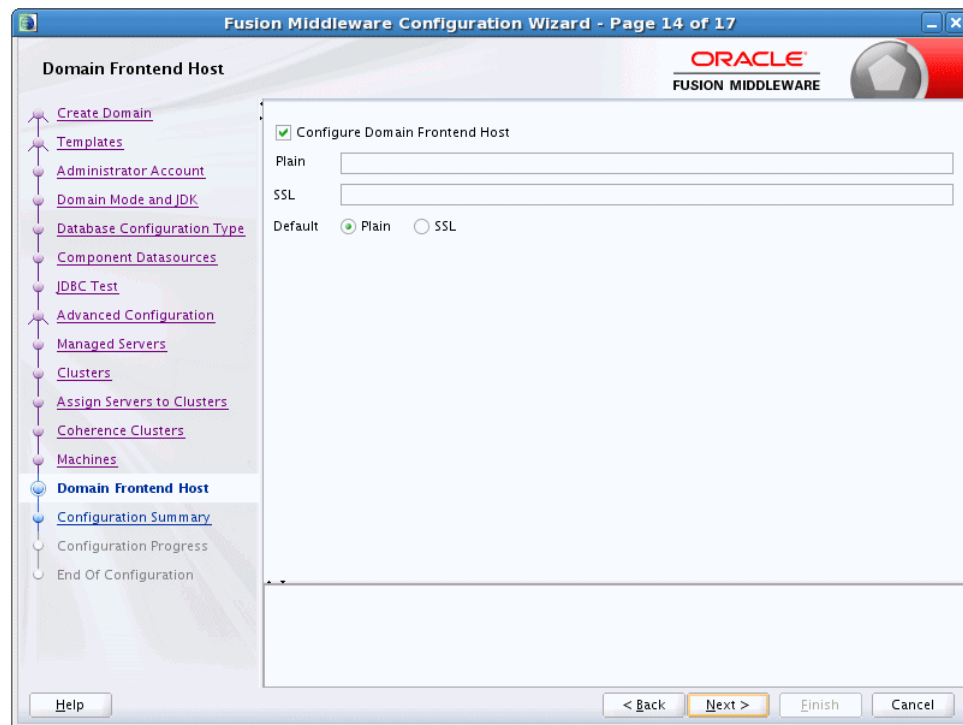 Fusion Middleware Configuration Wizard - Page 14 of 17
Domain Frontend Host
ORACLE
FUSION MIDDLEWARE
Create Domain
Templates
Administrator Account
Domain Mode and JDK
Database Configuration Type
Component Datasources
JDBC Test
Advanced Configuration
Managed Servers
Clusters
Assign Servers to Clusters
Coherence Clusters
Machines
Domain Frontend Host
Configuration Summary
Configuration Progress
End Of Configuration
Configure Domain Frontend Host
Plain
SSL
Default Plain SSL
Help
< Back Next > Finish Cancel